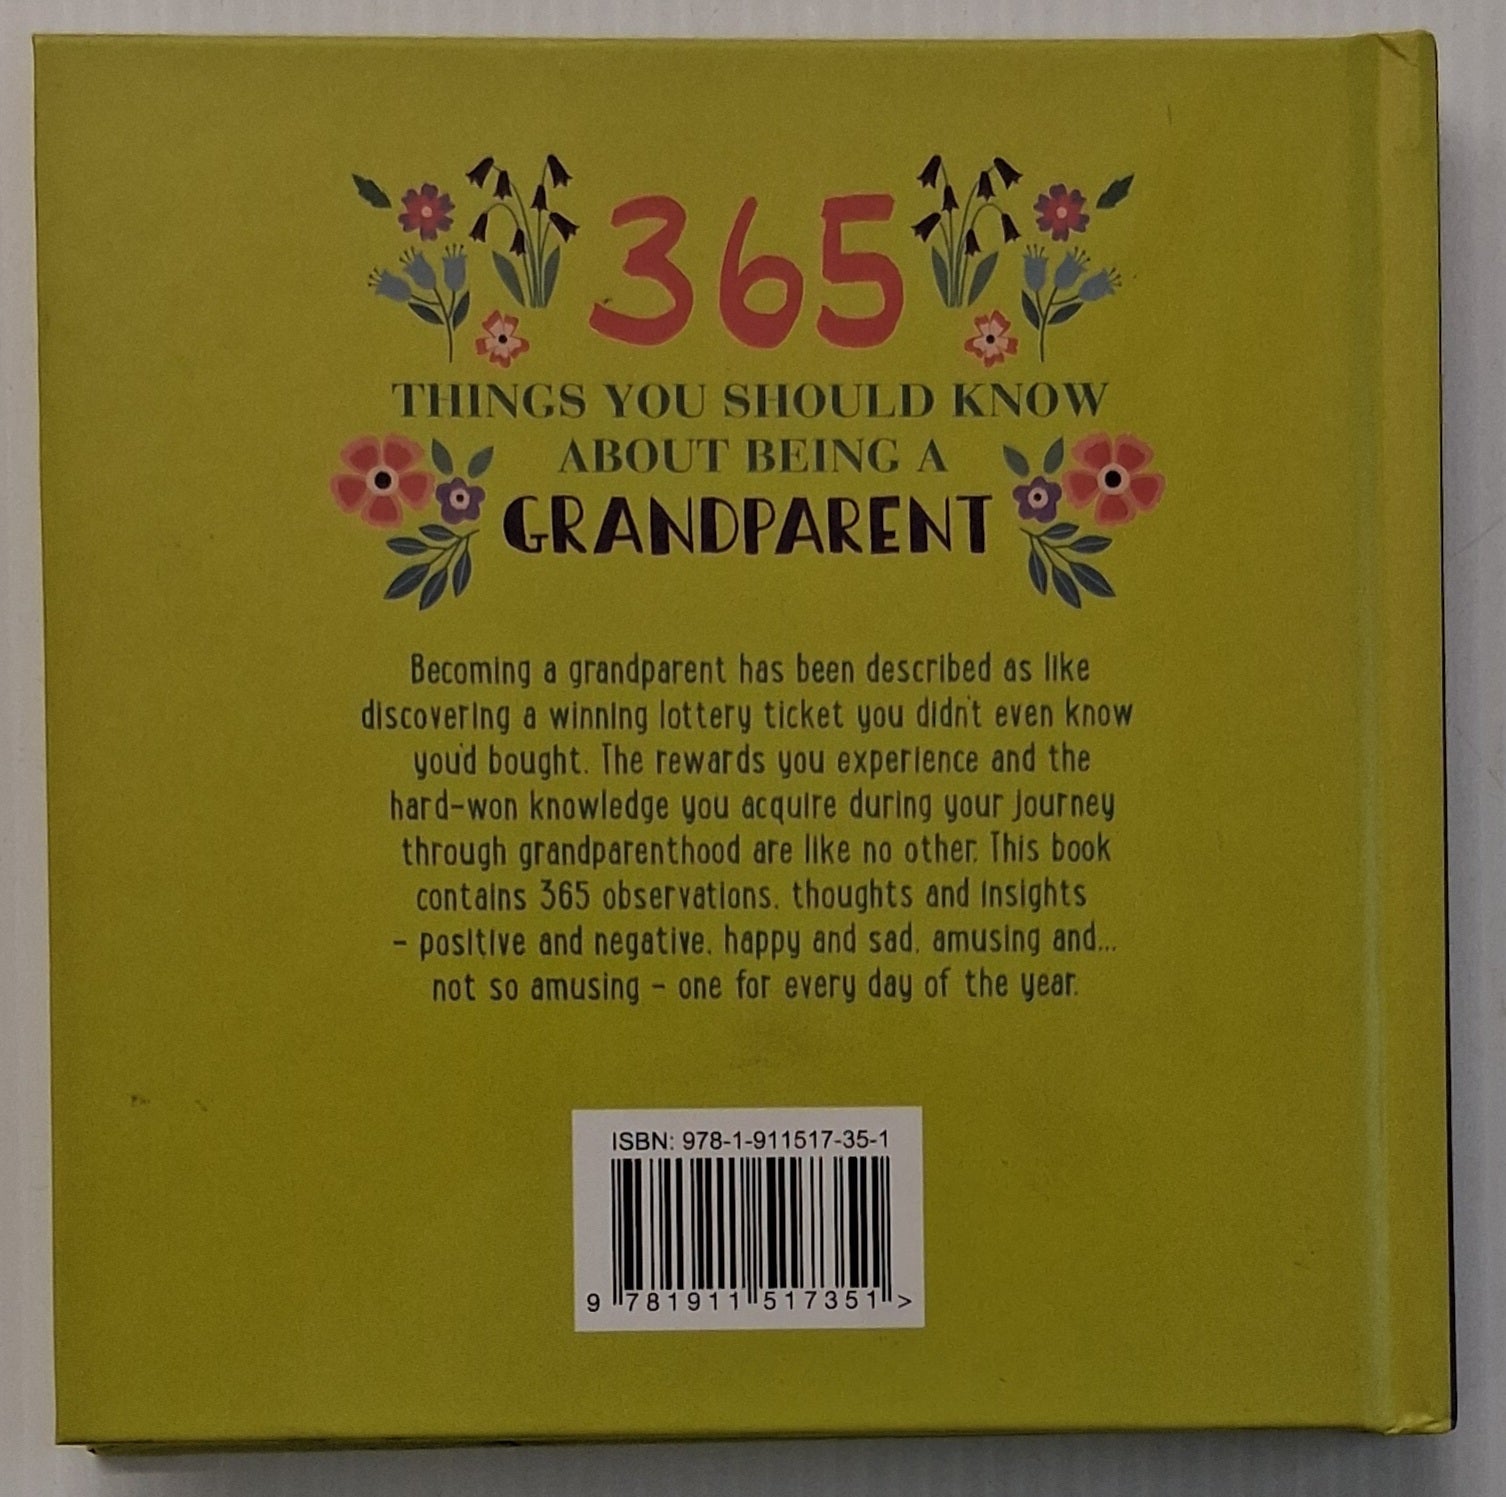 365
THINGS YOU SHOULD KNOW
ABOUT BEING A
GRANDPARENT
Becoming a grandparent has been described as like
discovering a winning lottery ticket you didn't even know
you'd bought. The rewards you experience and the
hard-won knowledge you acquire during your journey
through grandparenthood are like no other. This book
contains 365 observations, thoughts and insights
– positive and negative, happy and sad, amusing and...
not so amusing – one for every day of the year.
ISBN: 978-1-911517-35-1
9 781911 517351 >